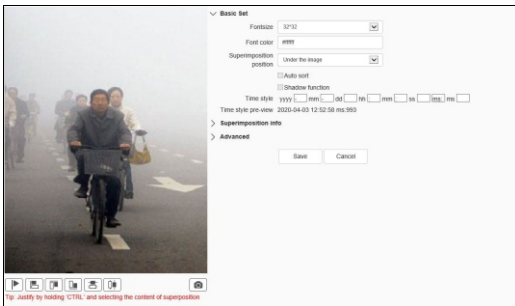 Basic Set
Fontsize 32*32
Font color #ffffff
Superimposition position Under the image
Auto sort
Shadow function
Time style yyyy - mm - dd hh : mm : ss ms: ms
Time style pre-view 2020-04-03 12:52:58 ms:993
Superimposition info
Advanced
Save Cancel
Tip: Justify by holding 'CTRL' and selecting the content of superposition